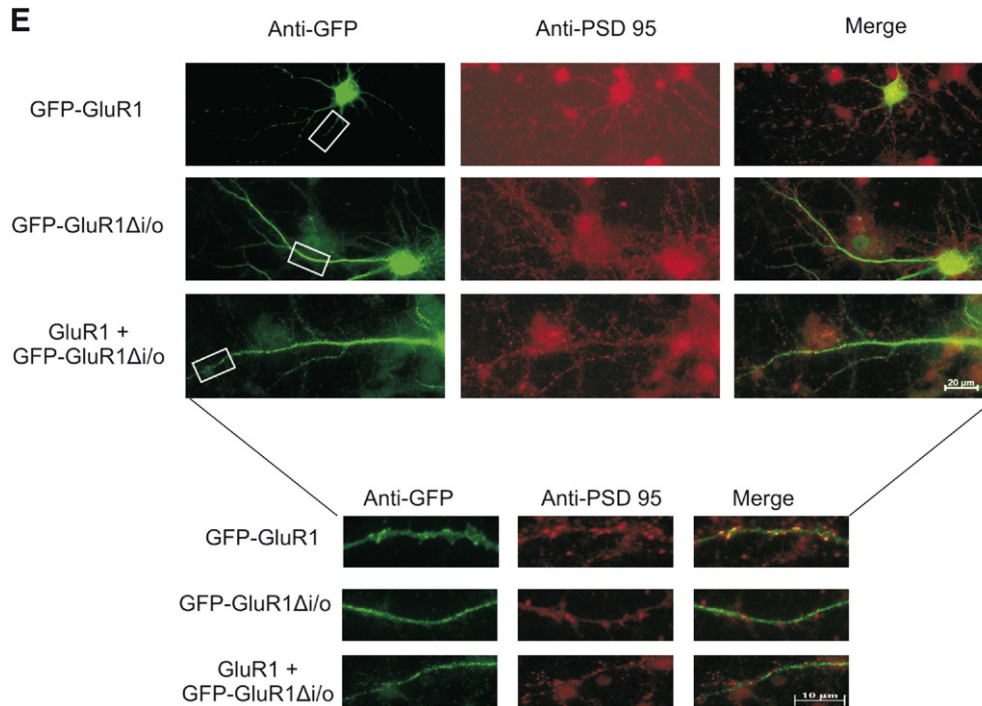 E
Anti-GFP Anti-PSD 95 Merge
GFP-GluR1
GFP-GluR1Δi/o
GluR1 +
GFP-GluR1Δi/o
20 µm
Anti-GFP Anti-PSD 95 Merge
GFP-GluR1
GFP-GluR1Δi/o
GluR1 +
GFP-GluR1Δi/o
10 µm